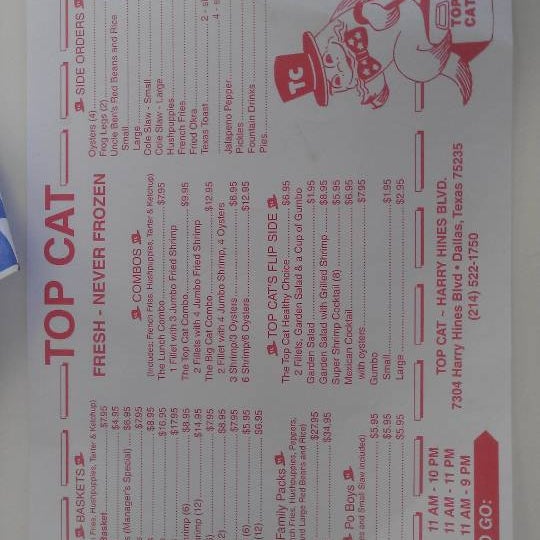 TOP CAT
FRESH - NEVER FROZEN
BASKETS
Fries, Hushpuppies, Tarter & Ketchup)
asket
$7.95
$4.95
(Manager's Special)
$6.95
$7.95
$8.95
$16.95
$17.95
rimp (6)
$8.95
rimp (12)
$14.95
$7.95
2)
$8.95
$7.95
(6)
$5.95
(12)
Family Packs
ch Fries, Hushpuppies, Peppers,
and Large Red Beans and Rice)
$27.95
$34.95
Po Boys
es and Small Slaw included)
$5.95
$5.95
$5.95
COMBOS
(Includes: French Fries, Hushpuppies, Tarter & Ketchup)
The Lunch Combo $7.95
1 Fillet with 3 Jumbo Fried Shrimp
The Top Cat Combo $9.95
2 Fillets with 4 Jumbo Fried Shrimp
The Big Cat Combo $12.95
2 Fillet with 4 Jumbo Shrimp, 4 Oysters
3 Shrimp/3 Oysters $6.95
6 Shrimp/6 Oysters $12.95
TOP CAT'S FLIP SIDE
The Top Cat Healthy Choice $6.95
2 Fillets, Garden Salad & a Cup of Gumbo
Garden Salad $1.95
Garden Salad with Grilled Shrimp $8.95
Super Shrimp Cocktail (8) $5.95
Mexican Cocktail $6.95
with oysters $7.95
Gumbo
Small $1.95
Large $2.95
SIDE ORDERS
Oysters (4)
Frog Legs (2)
Uncle Ben's Red Beans and Rice
Small
Large
Cole Slaw - Small
Cole Slaw - Large
Hushpuppies
French Fries
Fried Okra
Texas Toast
Jalapeno Pepper
Pickles
Fountain Drinks
Pies
TC
TOP
CAT
11 AM - 10 PM
11 AM - 11 PM
11 AM - 9 PM
O GO:
TOP CAT ~ HARRY HINES BLVD.
7304 Harry Hines Blvd • Dallas, Texas 75235
(214) 522-1750